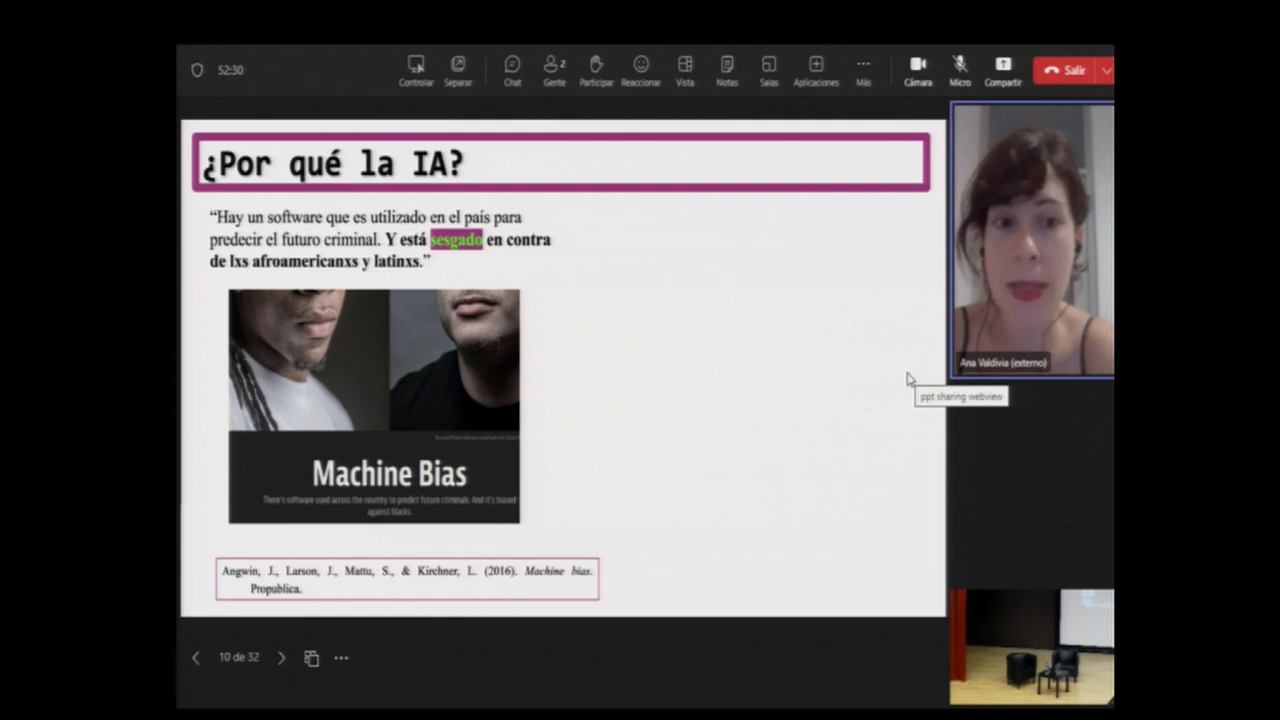 52:30
Controlar
Separar
Chat
Gente
2
Participar
Reaccionar
Vista
Notas
Salas
Aplicaciones
Más
Cámara
Micro
Compartir
Salir
¿Por qué la IA?
“Hay un software que es utilizado en el país para
predecir el futuro criminal. Y está sesgado en contra
de lxs afroamericanxs y latinxs.”
Machine Bias
There's software used across the country to predict future criminals. And it's biased
against blacks.
Angwin, J., Larson, J., Mattu, S., & Kirchner, L. (2016). Machine bias.
Propublica.
Ana Valdivia (externo)
ppt sharing webview
10 de 32